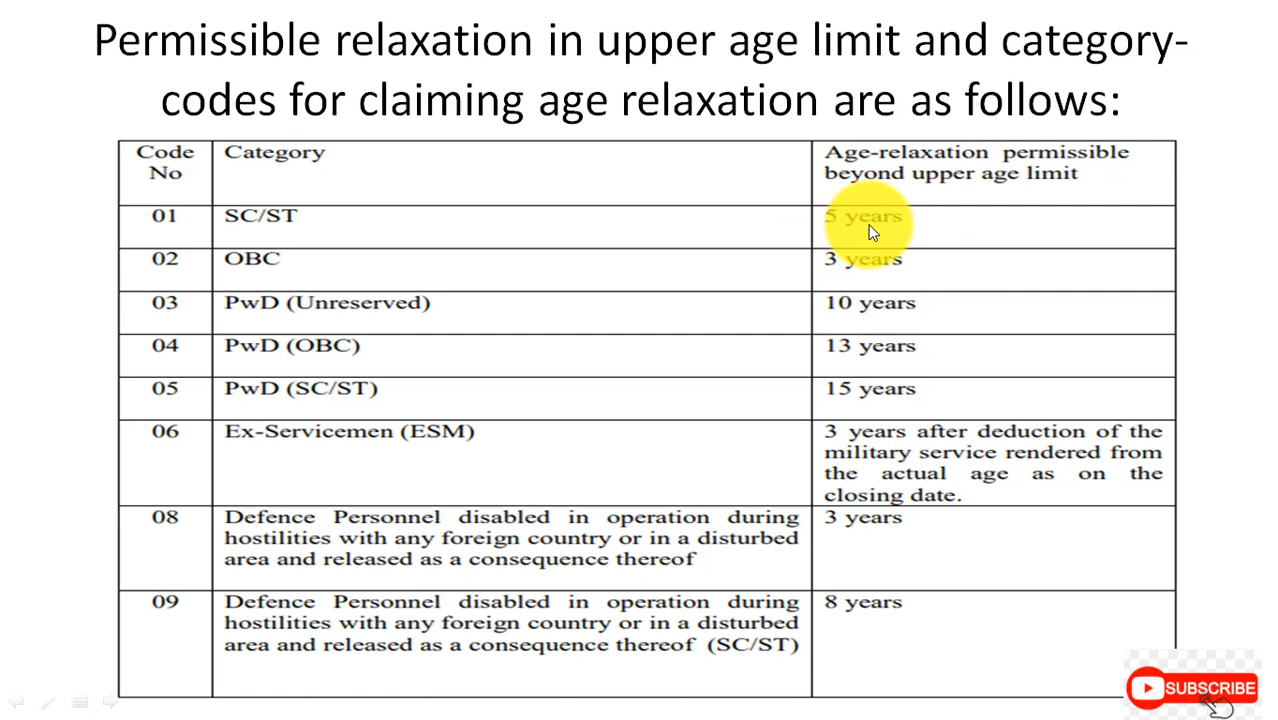 Permissible relaxation in upper age limit and category-
codes for claiming age relaxation are as follows:
Code No
Category
Age-relaxation permissible
beyond upper age limit
01
SC/ST
5 years
02
OBC
3 years
03
PwD (Unreserved)
10 years
04
PwD (OBC)
13 years
05
PwD (SC/ST)
15 years
06
Ex-Servicemen (ESM)
3 years after deduction of the
military service rendered from
the actual age as on the
closing date.
08
Defence Personnel disabled in operation during
hostilities with any foreign country or in a disturbed
area and released as a consequence thereof
3 years
09
Defence Personnel disabled in operation during
hostilities with any foreign country or in a disturbed
area and released as a consequence thereof (SC/ST)
8 years
SUBSCRIBE